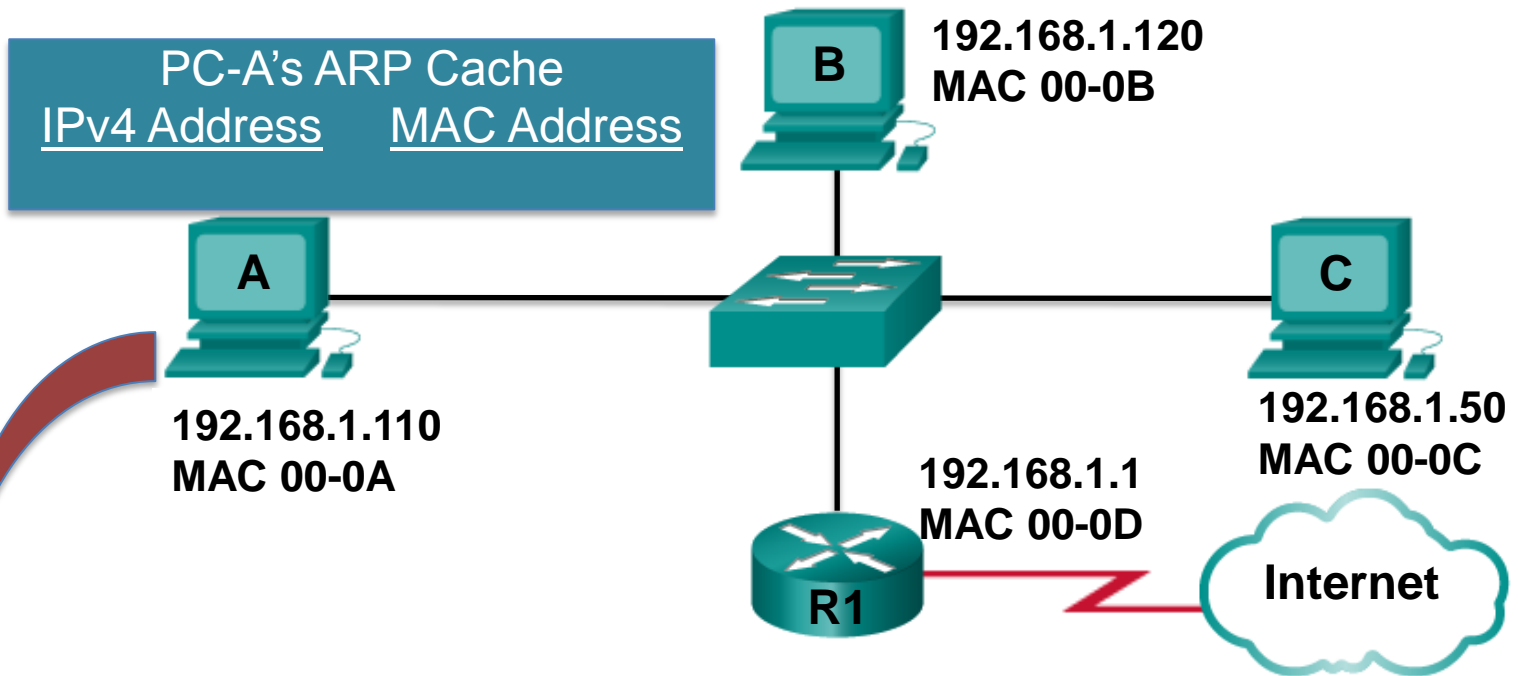 PC-A’s ARP Cache
IPv4 Address MAC Address
B
192.168.1.120
MAC 00-0B
A
192.168.1.110
MAC 00-0A
C
192.168.1.50
MAC 00-0C
192.168.1.1
MAC 00-0D
R1
Internet